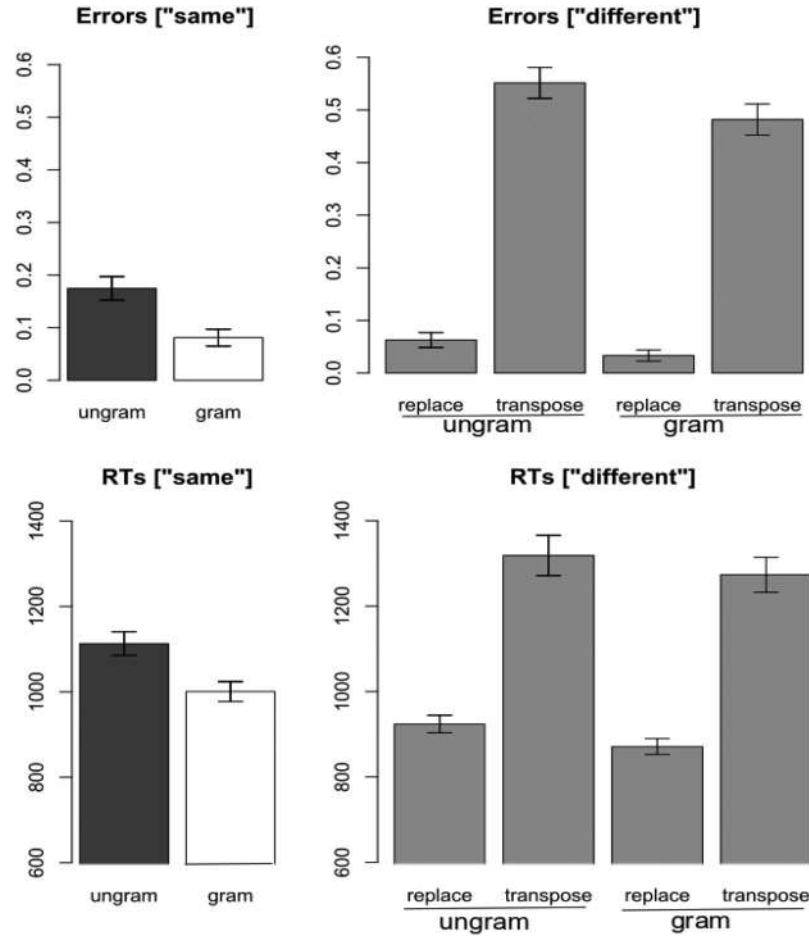 Errors ["same"]
0.6
0.5
0.4
0.3
0.2
0.1
0.0
ungram gram
Errors ["different"]
0.6
0.5
0.4
0.3
0.2
0.1
0.0
replace transpose replace transpose
ungram gram
RTs ["same"]
1400
1200
1000
800
600
ungram gram
RTs ["different"]
1400
1200
1000
800
600
replace transpose replace transpose
ungram gram